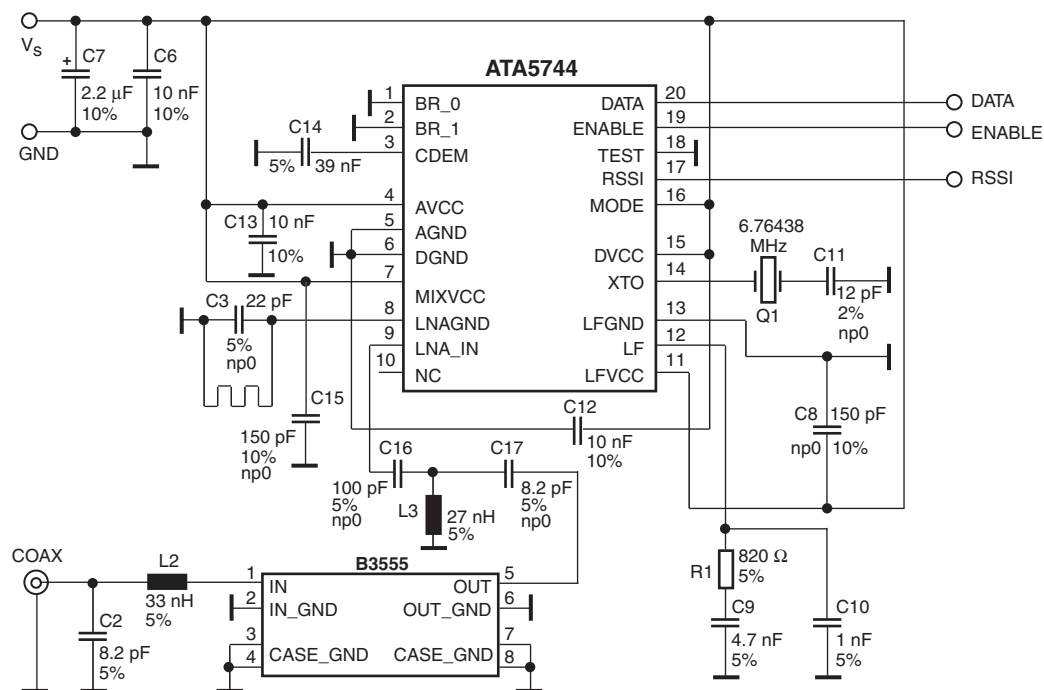 VS
+ C7
2.2 µF
10%
C6
10 nF
10%
GND
ATA5744
1 BR_0
2 BR_1
3 CDEM
4 AVCC
5 AGND
6 DGND
7 MIXVCC
8 LNAGND
9 LNA_IN
10 NC
DATA 20
ENABLE 19
TEST 18
RSSI 17
MODE 16
DVCC 15
XTO 14
LFGND 13
LF 12
LFVCC 11
DATA
ENABLE
RSSI
C14
5% 39 nF
C13 10 nF
10%
C3 22 pF
5%
np0
C15
150 pF
10%
np0
6.76438
MHz
Q1
C11
12 pF
2%
np0
C12
10 nF
10%
C8 150 pF
np0 10%
C16
100 pF
5%
np0
C17
8.2 pF
5%
np0
L3 27 nH
5%
COAX
L2
33 nH
5%
C2
8.2 pF
5%
B3555
1 IN
2 IN_GND
3
4 CASE_GND
OUT 5
OUT_GND 6
7
CASE_GND 8
R1 820 Ω
5%
C9
4.7 nF
5%
C10
1 nF
5%